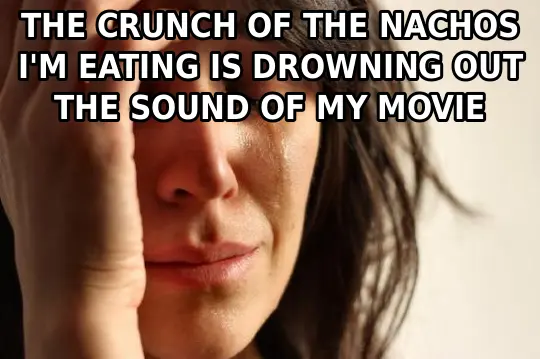 THE CRUNCH OF THE NACHOS
I'M EATING IS DROWNING OUT
THE SOUND OF MY MOVIE